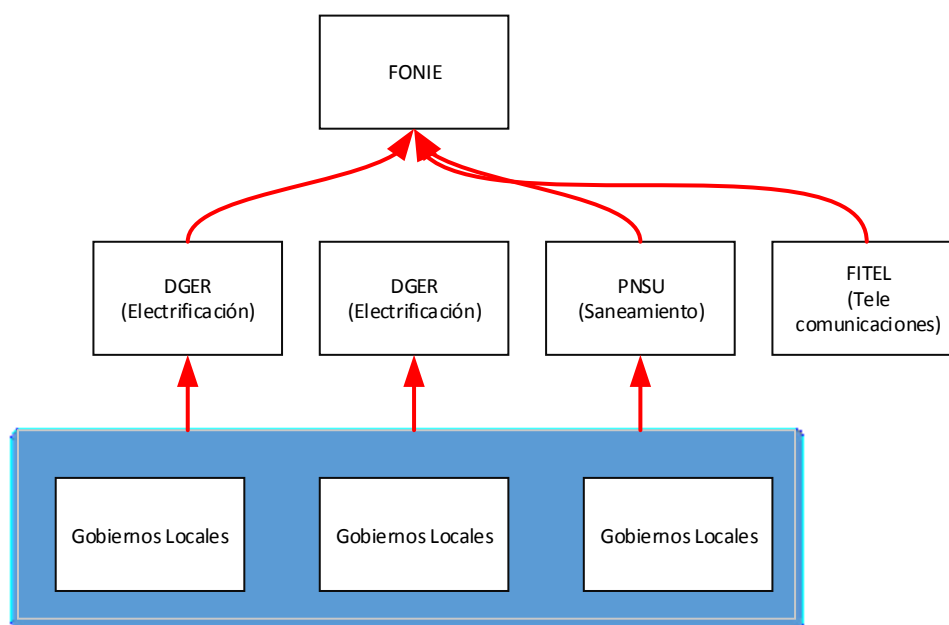 FONIE
DGER
(Electrificación)
DGER
(Electrificación)
PNSU
(Saneamiento)
FITEL
(Tele
comunicaciones)
Gobiernos Locales
Gobiernos Locales
Gobiernos Locales